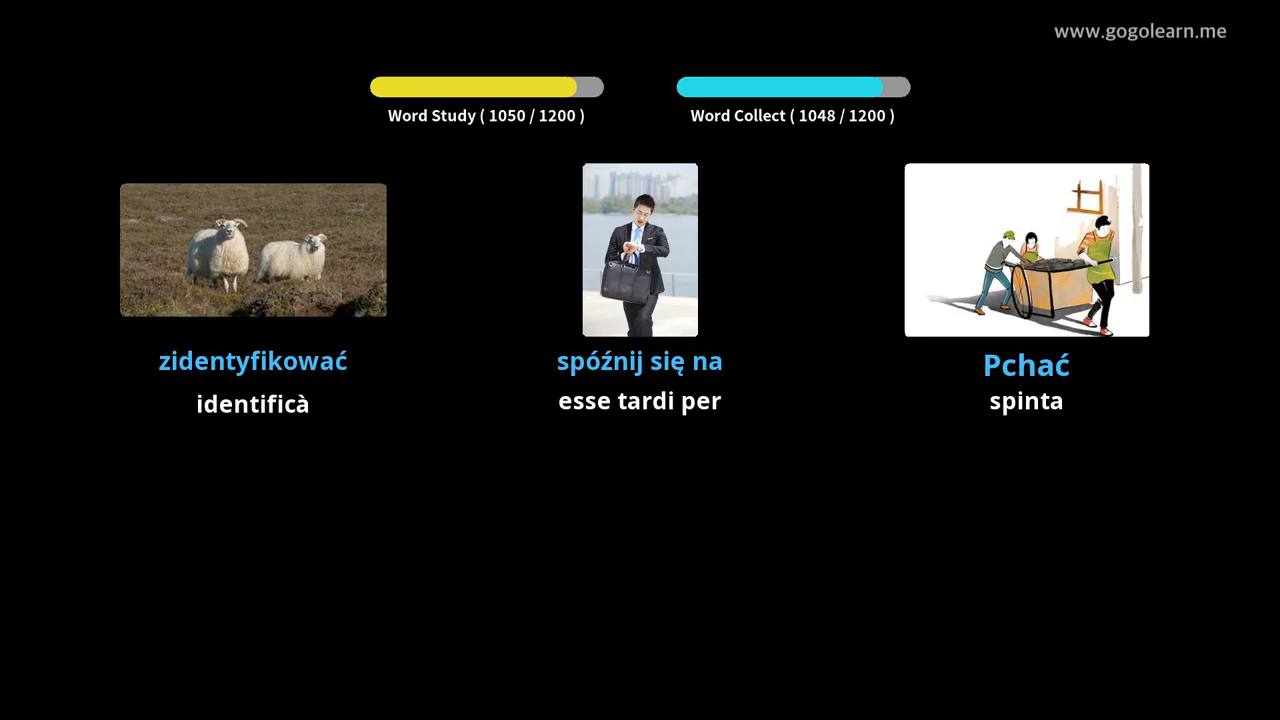 www.gogolearn.me
Word Study ( 1050 / 1200 )
Word Collect ( 1048 / 1200 )
zidentyfikować
spóźnij się na
Pchać
identificà
esse tardi per
spinta